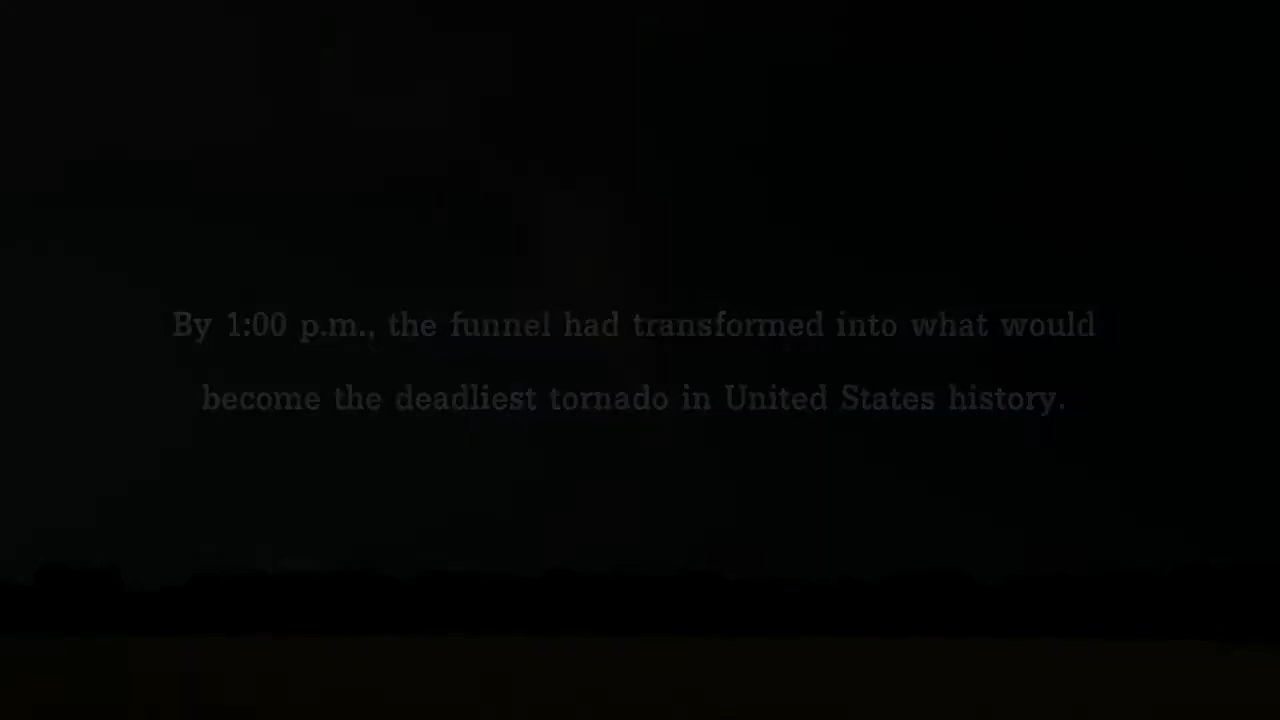 By 1:00 p.m., the funnel had transformed into what would
become the deadliest tornado in United States history.